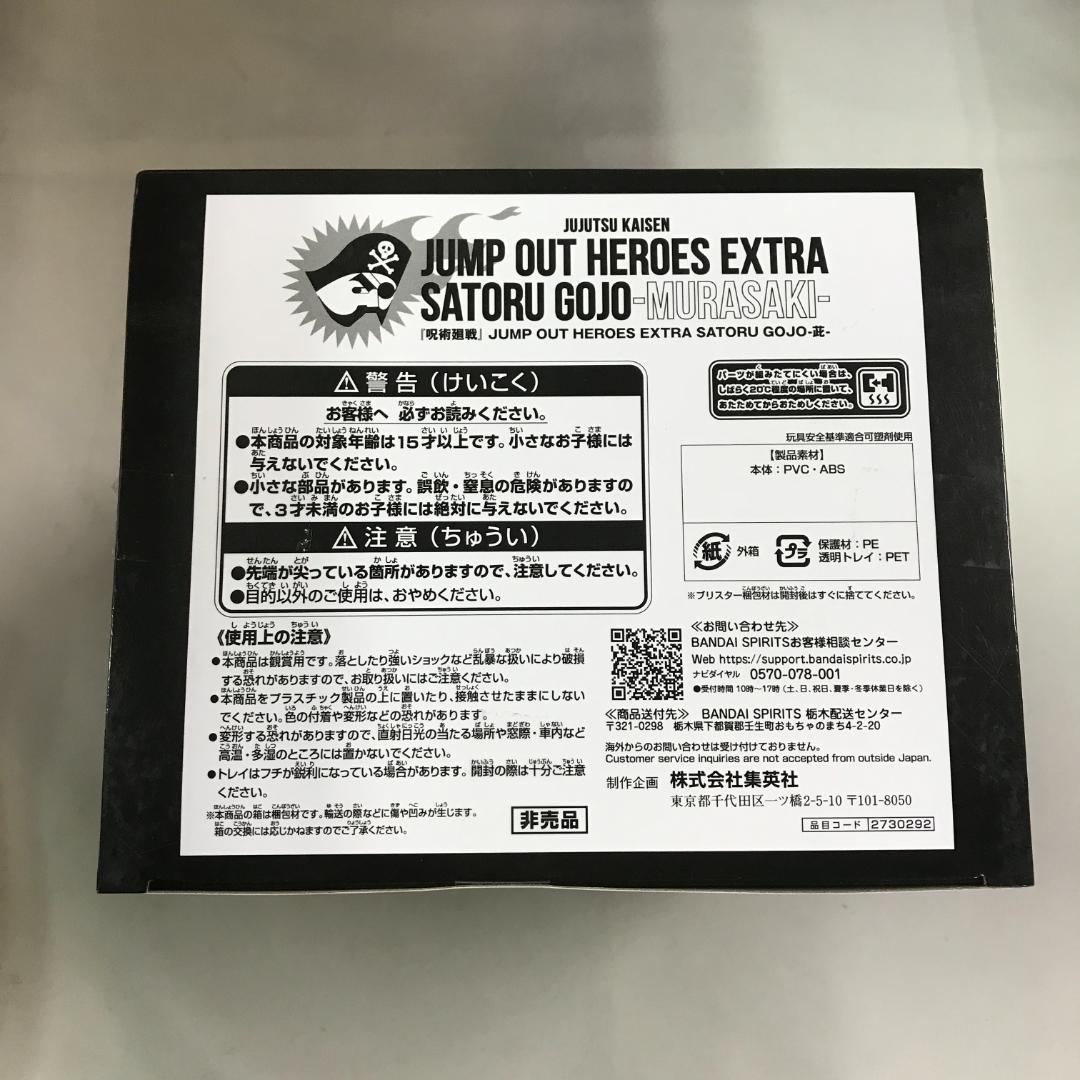 JUJUTSU KAISEN
JUMP OUT HEROES EXTRA
SATORU GOJO-MURASAKI-
『呪術廻戦』 JUMP OUT HEROES EXTRA SATORU GOJO-茈-
⚠警告(けいこく)
お客様へ 必ずお読みください。
●本商品の対象年齢は15才以上です。小さなお子様には
与えないでください。
●小さな部品があります。誤飲・窒息の危険がありますの
で、3才未満のお子様には絶対に与えないでください。
⚠注意(ちゅうい)
●先端が尖っている箇所がありますので、注意してください。
●目的以外のご使用は、おやめください。
《使用上の注意》
●本商品は観賞用です。落としたり強いショックなど乱暴な扱いにより破損
する恐れがありますので、お取り扱いにはご注意ください。
●本商品をプラスチック製品の上に置いたり、接触させたままにしない
でください。色の付着や変形などの恐れがあります。
●変形する恐れがありますので、直射日光の当たる場所や窓際・車内など
高温・多湿のところには置かないでください。
●トレイはフチが鋭利になっている場合があります。開封の際は十分ご注意
ください。
※本商品の箱は梱包材です。輸送の際などに傷や凹みが生じます。
箱の交換には応じかねますのでご了承ください。
非売品
パーツが組みたてにくい場合は、
しばらく20℃程度の場所に置いて、
あたためてからおためしください。
玩具安全基準適合可塑剤使用
【製品素材】
本体:PVC・ABS
紙 外箱
プラ 保護材:PE
透明トレイ:PET
※ブリスター梱包材は開封後はすぐに捨ててください。
≪お問い合わせ先≫
BANDAI SPIRITSお客様相談センター
Web https://support.bandaispirits.co.jp
ナビダイヤル 0570-078-001
●受付時間 10時~17時(土、日、祝日、夏季・冬季休業日を除く)
≪商品送付先≫ BANDAI SPIRITS 栃木配送センター
〒321-0298 栃木県下都賀郡壬生町おもちゃのまち4-2-20
海外からのお問い合わせは受け付けておりません。
Customer service inquiries are not accepted from outside Japan.
制作企画 株式会社集英社
東京都千代田区一ツ橋2-5-10 〒101-8050
品目コード 2730292